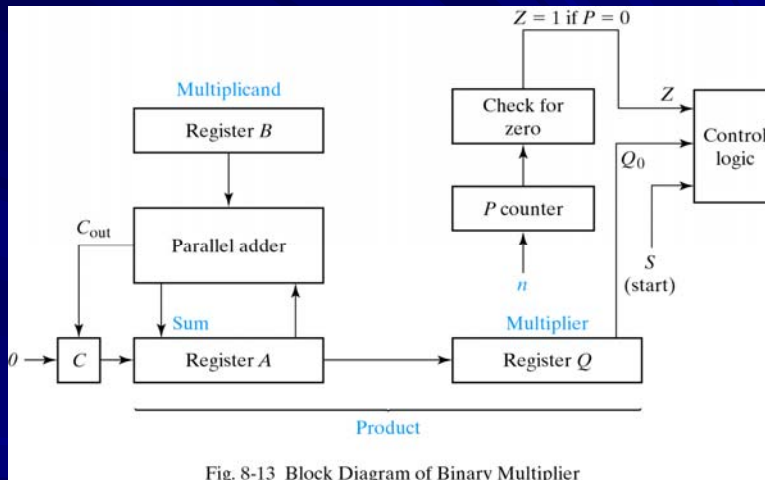 Z = 1 if P = 0
Multiplicand
Register B
Check for
zero
Z
Control
logic
Q0
P counter
Cout
Parallel adder
n
S
(start)
Sum
Multiplier
0
C
Register A
Register Q
Product
Fig. 8-13 Block Diagram of Binary Multiplier